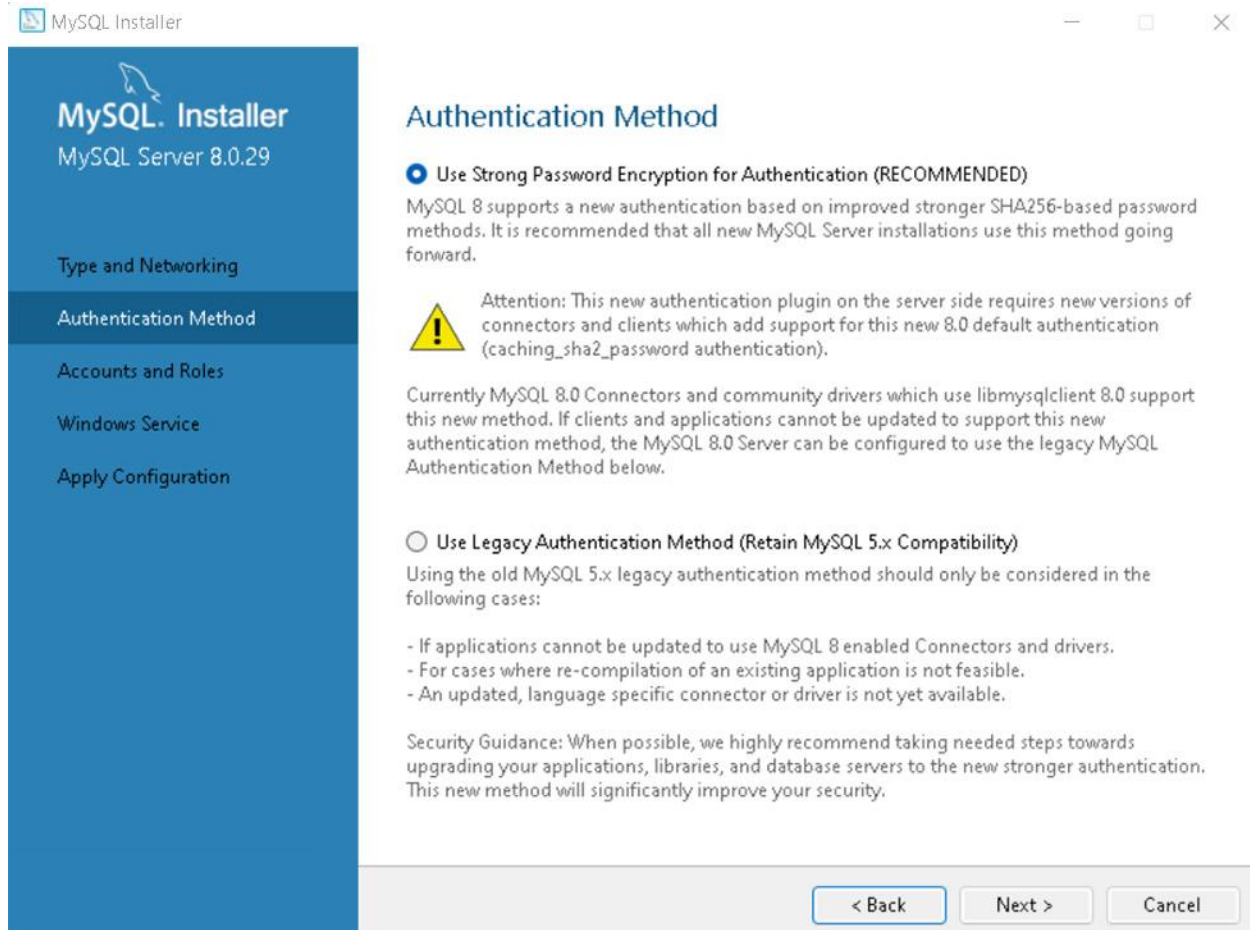 MySQL Installer
MySQL. Installer
MySQL Server 8.0.29
Type and Networking
Authentication Method
Accounts and Roles
Windows Service
Apply Configuration
Authentication Method
Use Strong Password Encryption for Authentication (RECOMMENDED)
MySQL 8 supports a new authentication based on improved stronger SHA256-based password
methods. It is recommended that all new MySQL Server installations use this method going
forward.
Attention: This new authentication plugin on the server side requires new versions of
connectors and clients which add support for this new 8.0 default authentication
(caching_sha2_password authentication).
Currently MySQL 8.0 Connectors and community drivers which use libmysqlclient 8.0 support
this new method. If clients and applications cannot be updated to support this new
authentication method, the MySQL 8.0 Server can be configured to use the legacy MySQL
Authentication Method below.
Use Legacy Authentication Method (Retain MySQL 5.x Compatibility)
Using the old MySQL 5.x legacy authentication method should only be considered in the
following cases:
- If applications cannot be updated to use MySQL 8 enabled Connectors and drivers.
- For cases where re-compilation of an existing application is not feasible.
- An updated, language specific connector or driver is not yet available.
Security Guidance: When possible, we highly recommend taking needed steps towards
upgrading your applications, libraries, and database servers to the new stronger authentication.
This new method will significantly improve your security.
< Back
Next >
Cancel